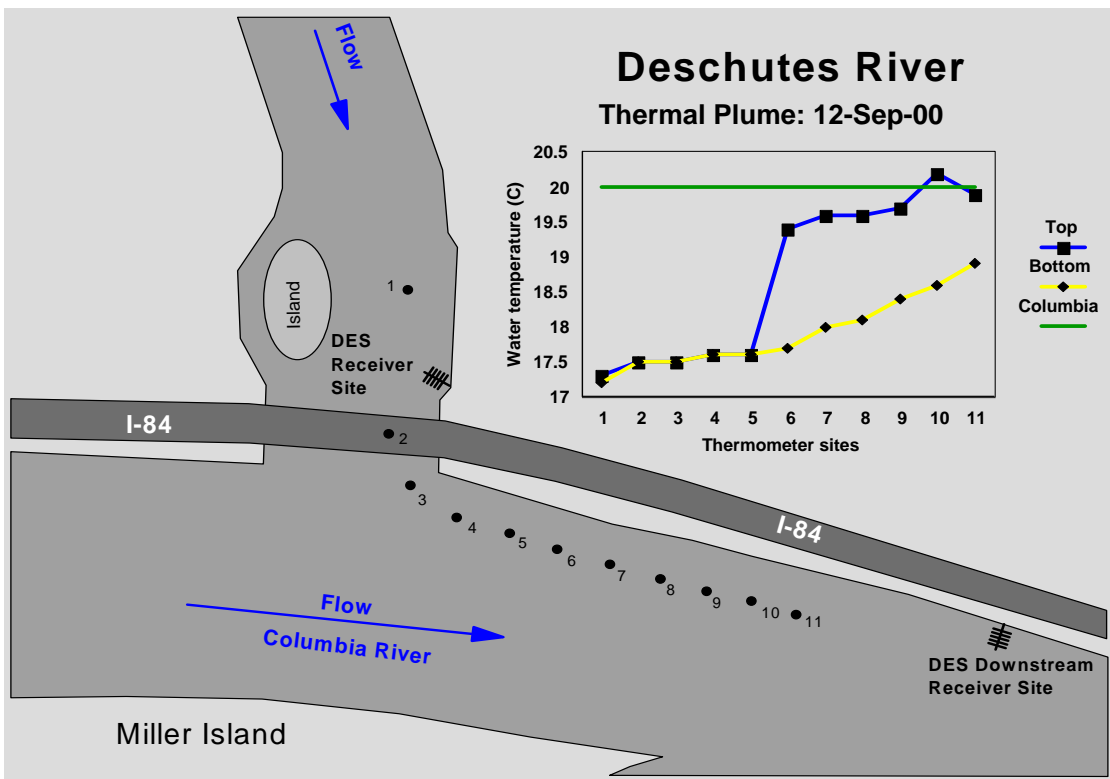 Flow
Deschutes River
Thermal Plume: 12-Sep-00
20.5
20
19.5
19
18.5
18
17.5
17
Water temperature (C)
1 2 3 4 5 6 7 8 9 10 11
Thermometer sites
Top
Bottom
Columbia
Island
1
DES
Receiver
Site
I-84
2
3
4
5
6
7
8
9
10
11
I-84
Flow
Columbia River
DES Downstream
Receiver Site
Miller Island